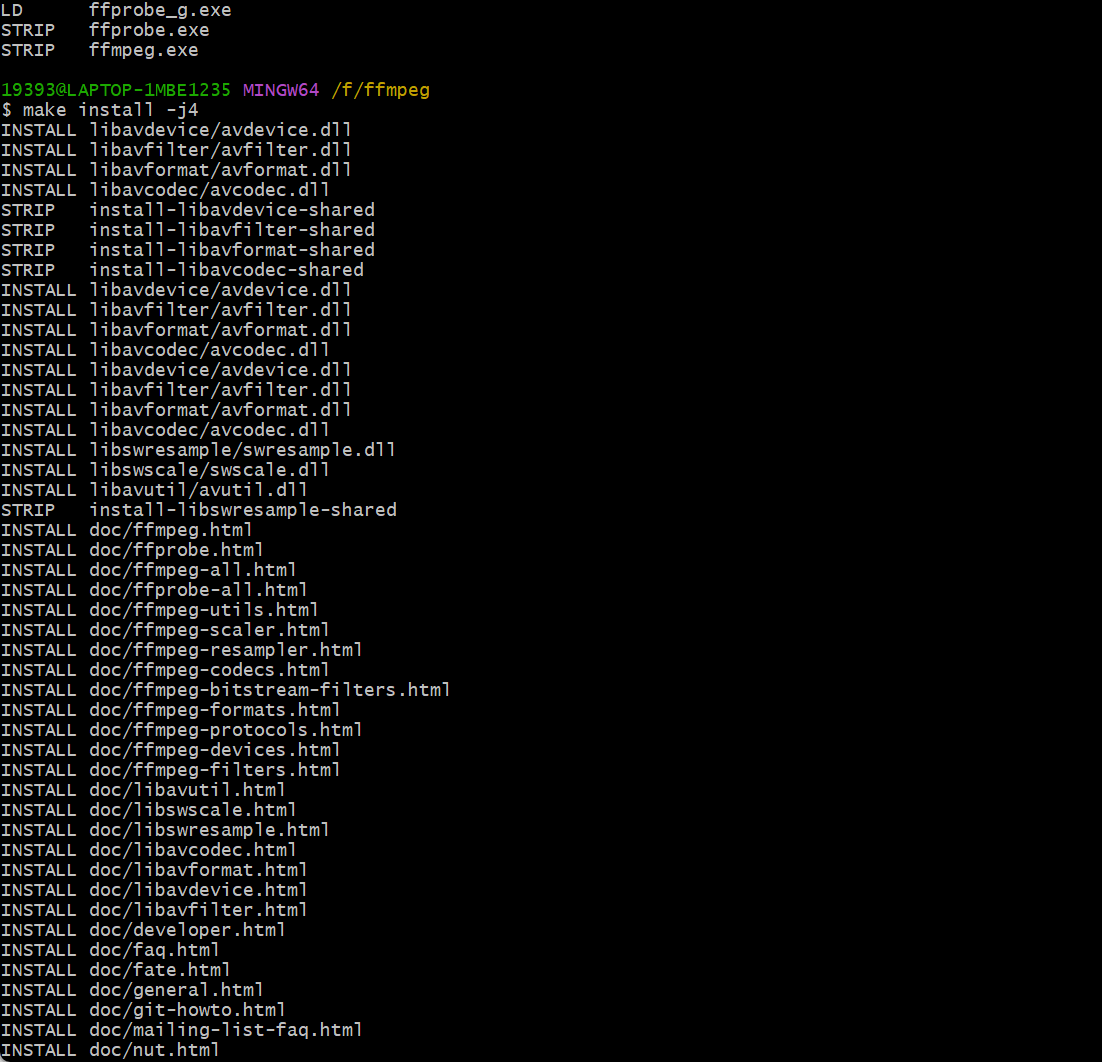 LD      ffprobe_g.exe
STRIP   ffprobe.exe
STRIP   ffmpeg.exe
19393@LAPTOP-1MBE1235 MINGW64 /f/ffmpeg
$ make install -j4
INSTALL libavdevice/avdevice.dll
INSTALL libavfilter/avfilter.dll
INSTALL libavformat/avformat.dll
INSTALL libavcodec/avcodec.dll
STRIP   install-libavdevice-shared
STRIP   install-libavfilter-shared
STRIP   install-libavformat-shared
STRIP   install-libavcodec-shared
INSTALL libavdevice/avdevice.dll
INSTALL libavfilter/avfilter.dll
INSTALL libavformat/avformat.dll
INSTALL libavcodec/avcodec.dll
INSTALL libavdevice/avdevice.dll
INSTALL libavfilter/avfilter.dll
INSTALL libavformat/avformat.dll
INSTALL libavcodec/avcodec.dll
INSTALL libswresample/swresample.dll
INSTALL libswscale/swscale.dll
INSTALL libavutil/avutil.dll
STRIP   install-libswresample-shared
INSTALL doc/ffmpeg.html
INSTALL doc/ffprobe.html
INSTALL doc/ffmpeg-all.html
INSTALL doc/ffprobe-all.html
INSTALL doc/ffmpeg-utils.html
INSTALL doc/ffmpeg-scaler.html
INSTALL doc/ffmpeg-resampler.html
INSTALL doc/ffmpeg-codecs.html
INSTALL doc/ffmpeg-bitstream-filters.html
INSTALL doc/ffmpeg-formats.html
INSTALL doc/ffmpeg-protocols.html
INSTALL doc/ffmpeg-devices.html
INSTALL doc/ffmpeg-filters.html
INSTALL doc/libavutil.html
INSTALL doc/libswscale.html
INSTALL doc/libswresample.html
INSTALL doc/libavcodec.html
INSTALL doc/libavformat.html
INSTALL doc/libavdevice.html
INSTALL doc/libavfilter.html
INSTALL doc/developer.html
INSTALL doc/faq.html
INSTALL doc/fate.html
INSTALL doc/general.html
INSTALL doc/git-howto.html
INSTALL doc/mailing-list-faq.html
INSTALL doc/nut.html